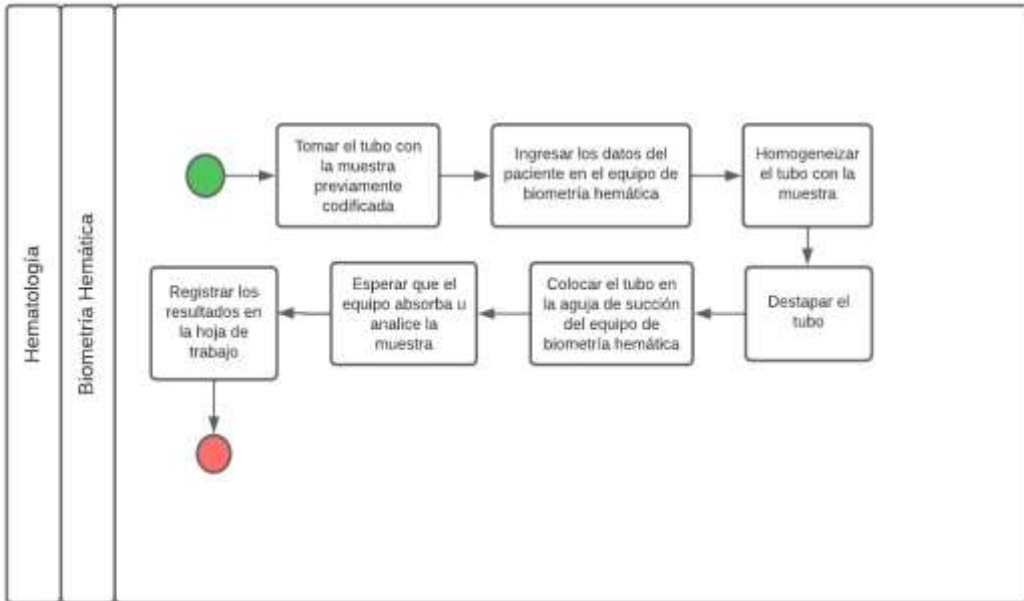 Hematología
Biometría Hemática
Tomar el tubo con
la muestra
previamente
codificada
Ingresar los datos del
paciente en el equipo de
biometría hemática
Homogeneizar
el tubo con la
muestra
Destapar el
tubo
Colocar el tubo en
la aguja de succión
del equipo de
biometría hemática
Esperar que el
equipo absorba u
analice la
muestra
Registrar los
resultados en
la hoja de
trabajo